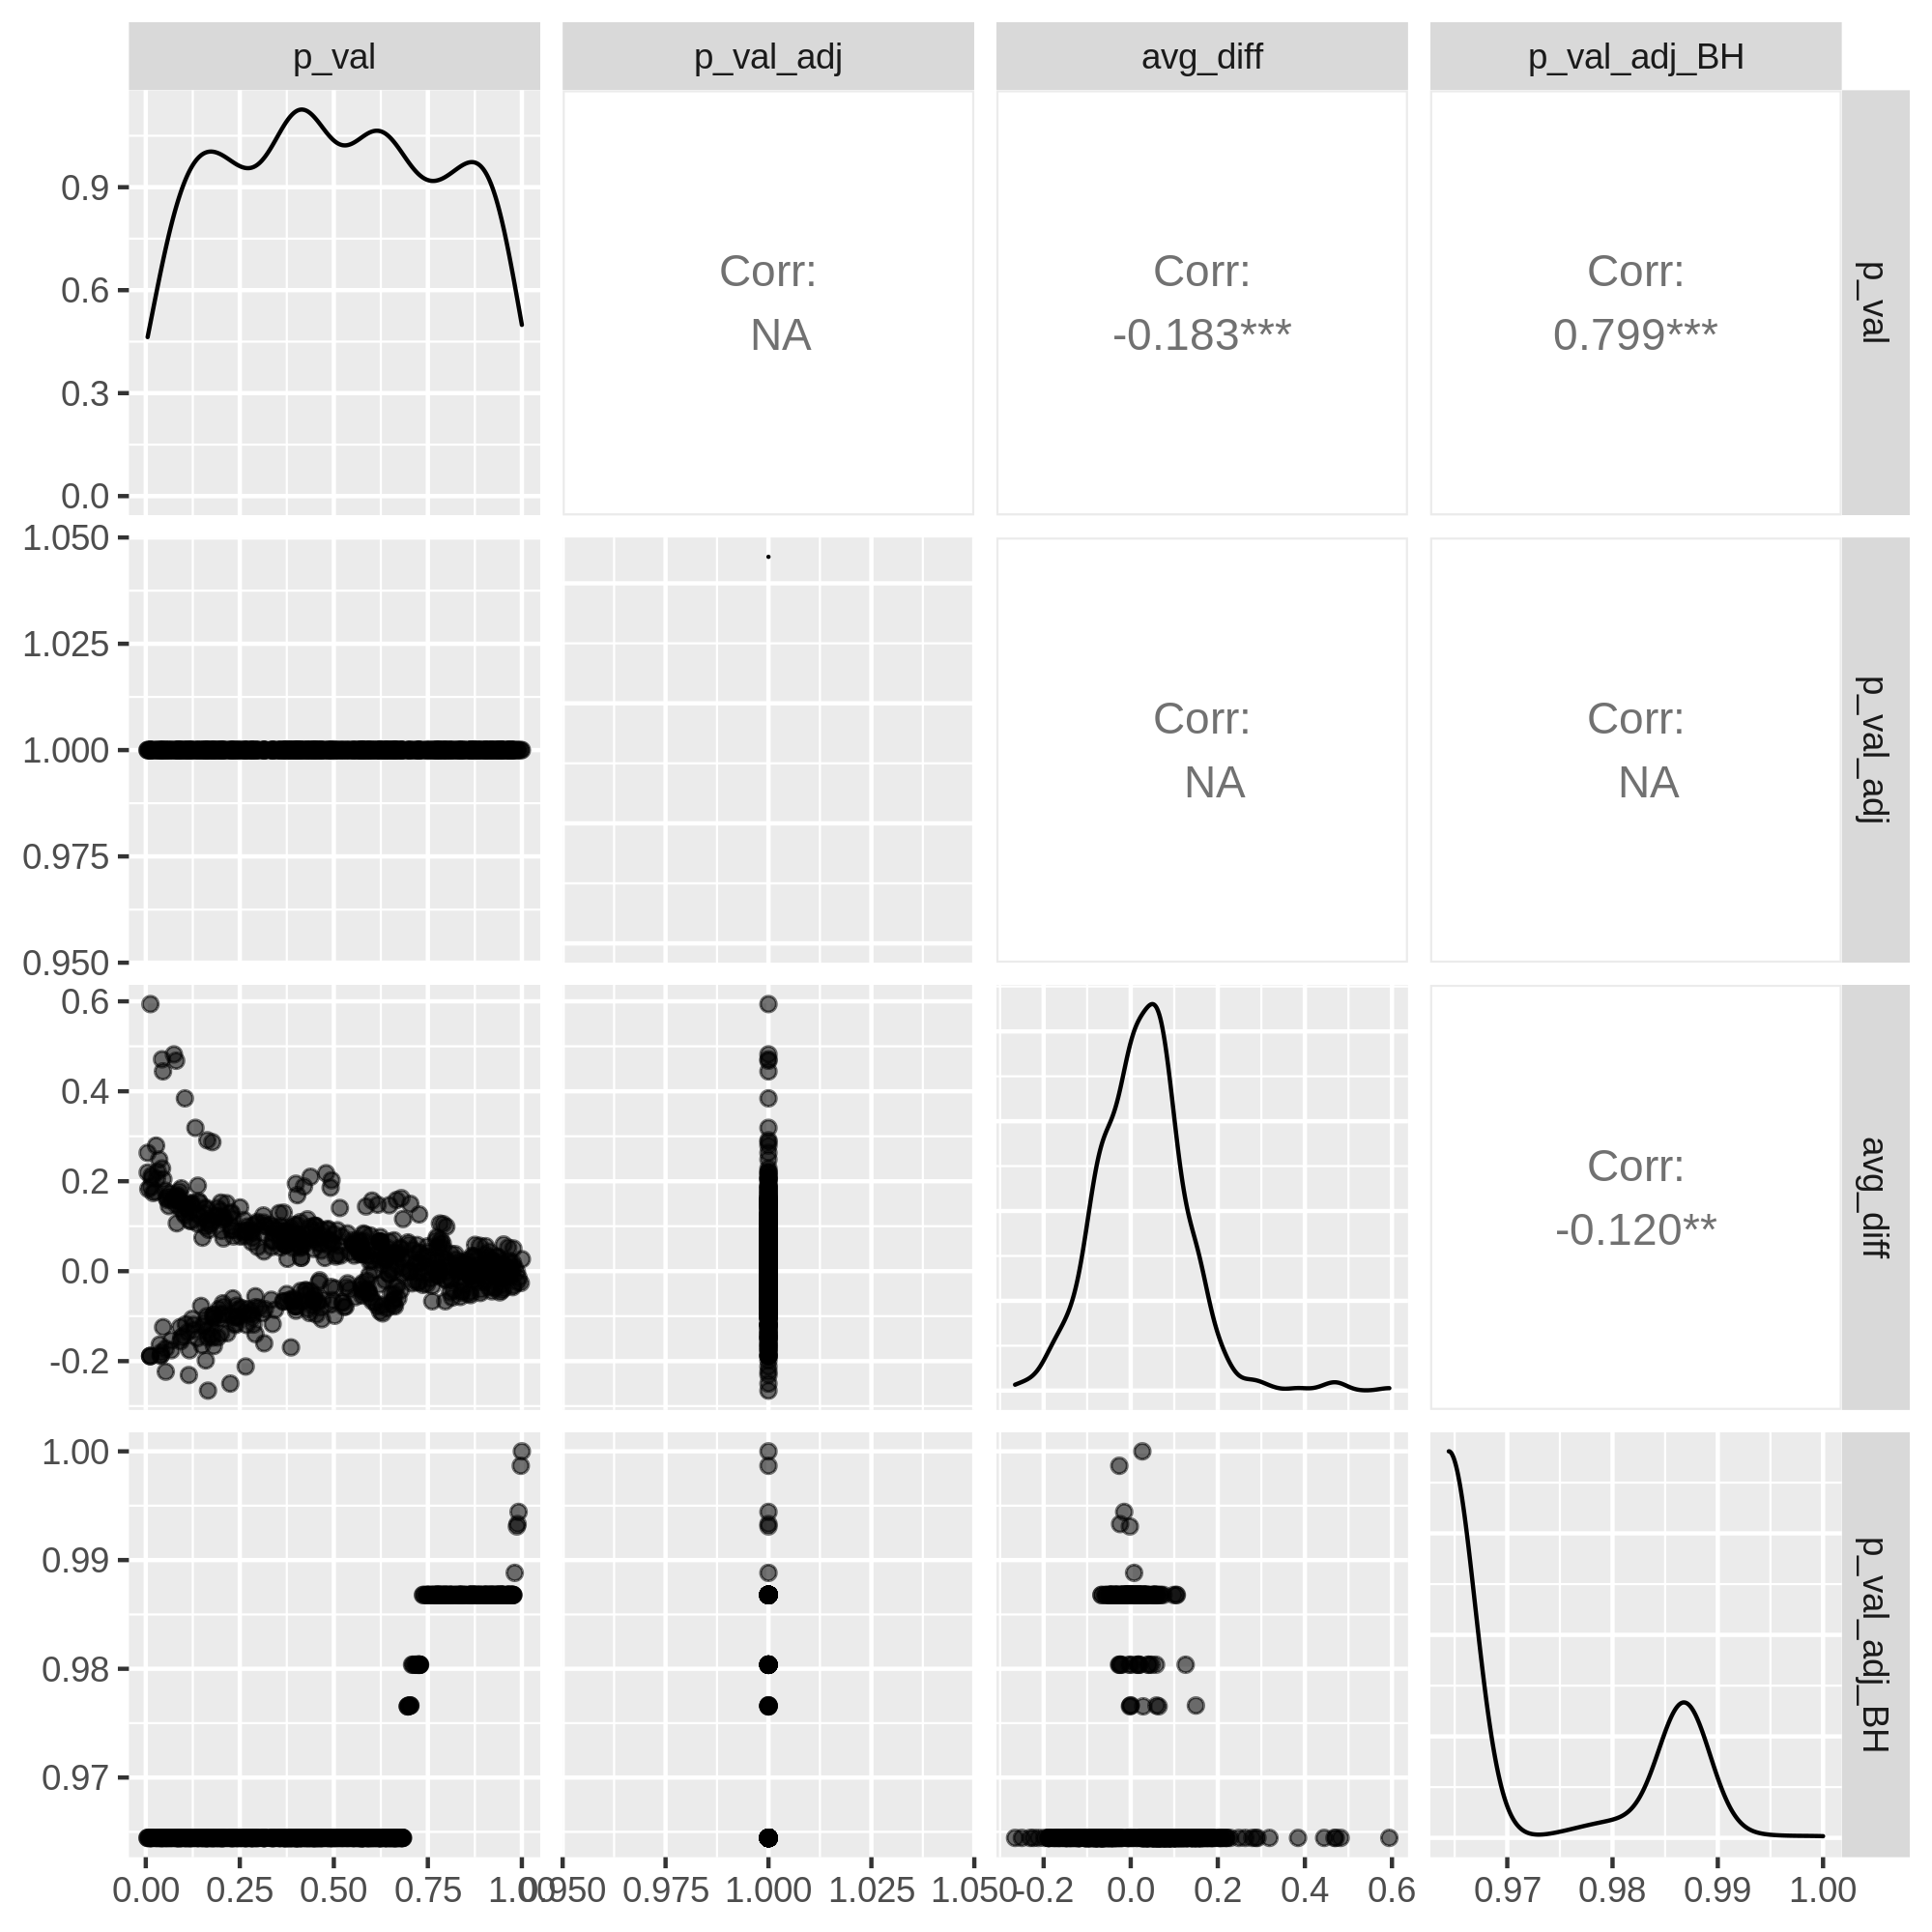 p_val p_val_adj avg_diff p_val_adj_BH
0.9
0.6
0.3
0.0
Corr:
NA
Corr:
-0.183***
Corr:
0.799***
p_val
1.050
1.025
1.000
0.975
0.950
Corr:
NA
Corr:
NA
p_val_adj
0.6
0.4
0.2
0.0
-0.2
Corr:
-0.120**
avg_diff
1.00
0.99
0.98
0.97
p_val_adj_BH
0.00 0.25 0.50 0.75 1.00 0.950 0.975 1.000 1.025 1.050 -0.2 0.0 0.2 0.4 0.6 0.97 0.98 0.99 1.00